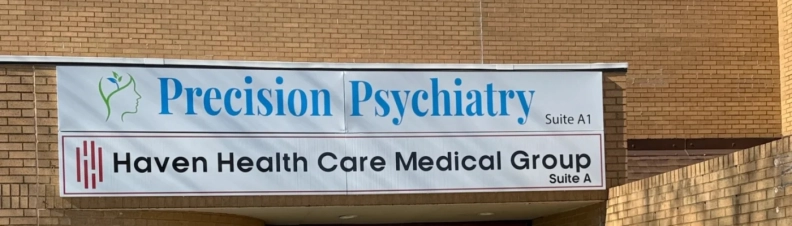 Precision Psychiatry Suite A1
Haven Health Care Medical Group
Suite A